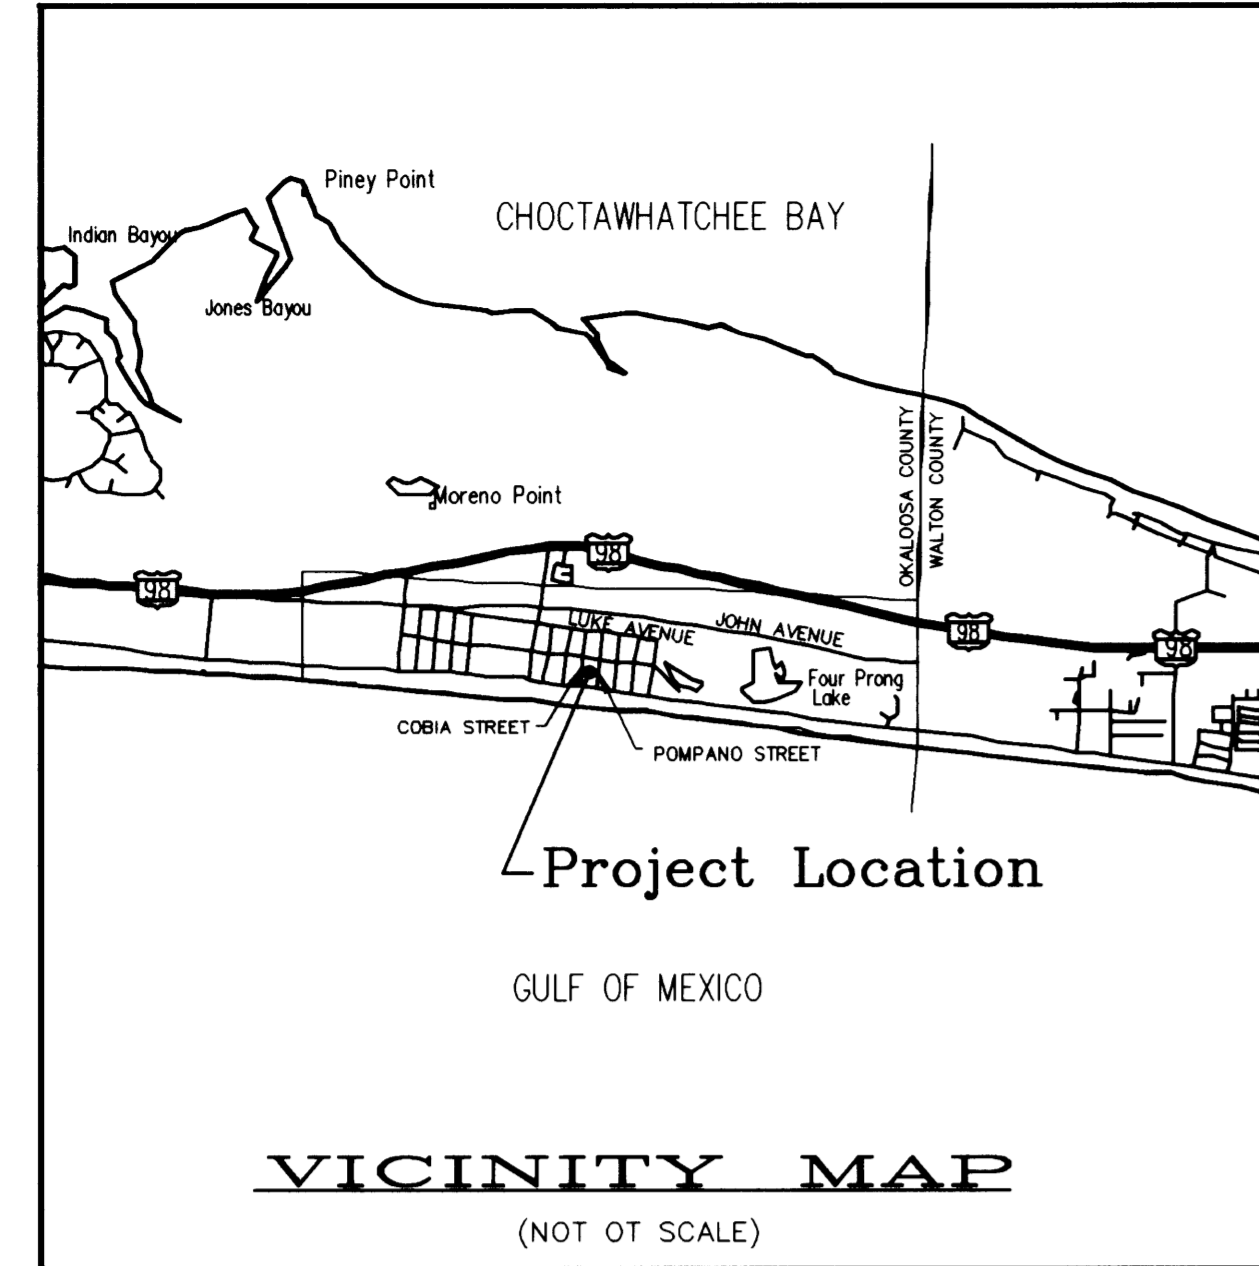 Piney Point
CHOCTAWHATCHEE BAY
Indian Bayou
Jones Bayou
OKALOOSA COUNTY
WALTON COUNTY
Moreno Point
98
98
98
98
LUKE AVENUE
JOHN AVENUE
Four Prong
Lake
COBIA STREET
POMPANO STREET
Project Location
GULF OF MEXICO
VICINITY MAP
(NOT OT SCALE)